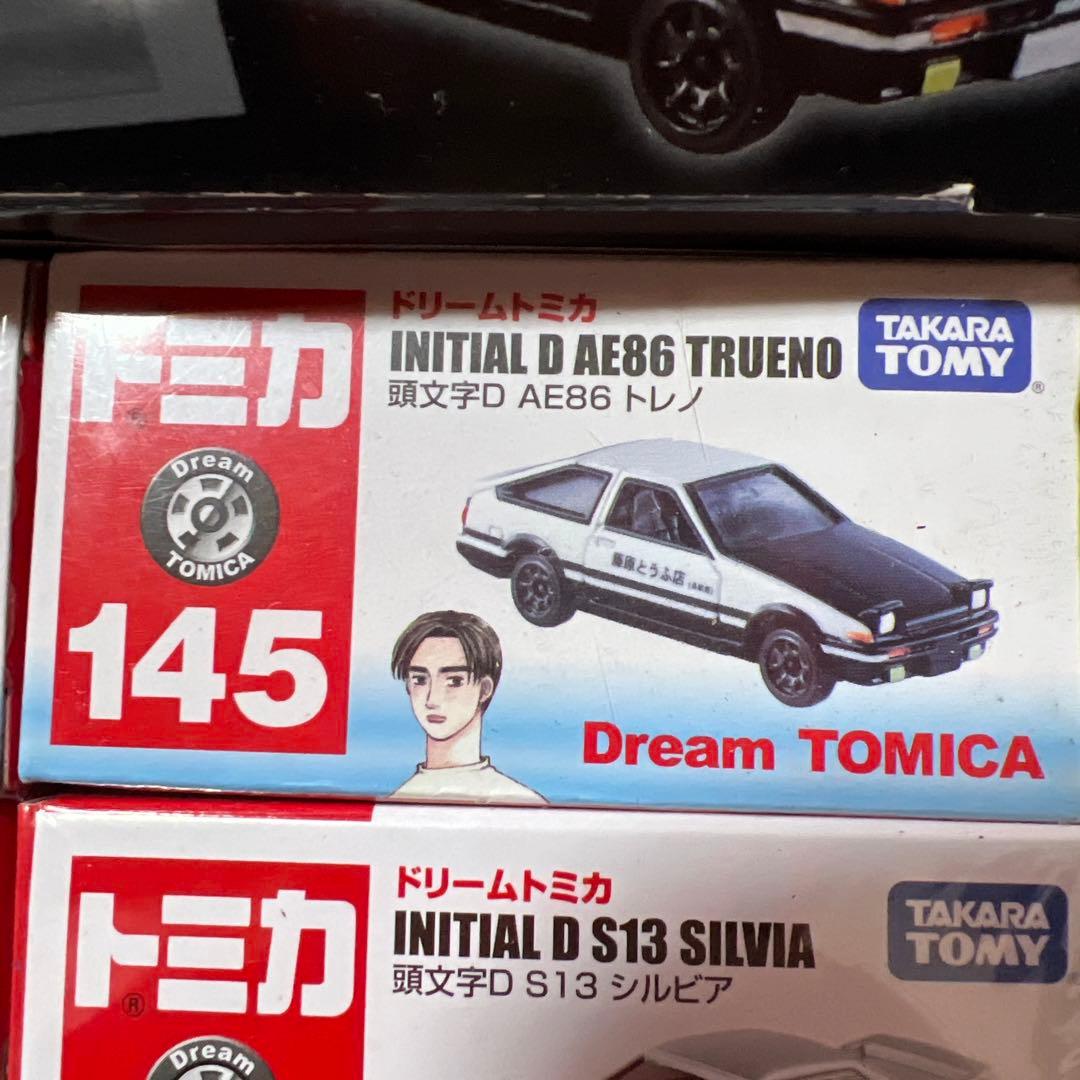 トミカ
ドリームトミカ
INITIAL D AE86 TRUENO
頭文字D AE86 トレノ
TAKARA
TOMY
®
Dream
TOMICA
145
藤原とうふ店
Dream TOMICA
トミカ
®
ドリームトミカ
INITIAL D S13 SILVIA
頭文字D S13 シルビア
TAKARA
TOMY
Dream